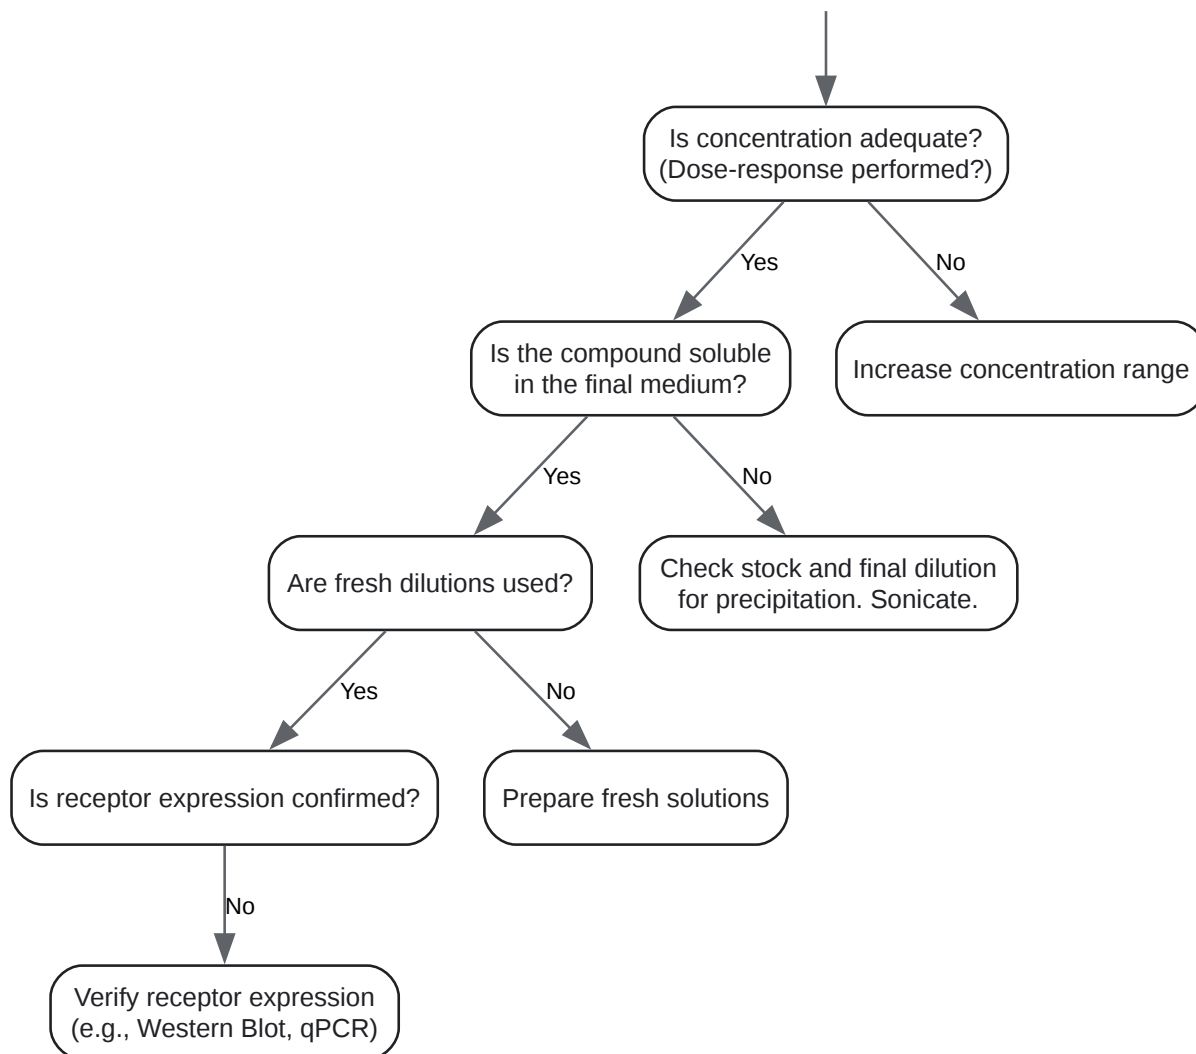 Is concentration adequate?
(Dose-response performed?)
Yes
No
Is the compound soluble
in the final medium?
Increase concentration range
Yes
No
Are fresh dilutions used?
Check stock and final dilution
for precipitation. Sonicate.
Yes
No
Is receptor expression confirmed?
Prepare fresh solutions
No
Verify receptor expression
(e.g., Western Blot, qPCR)